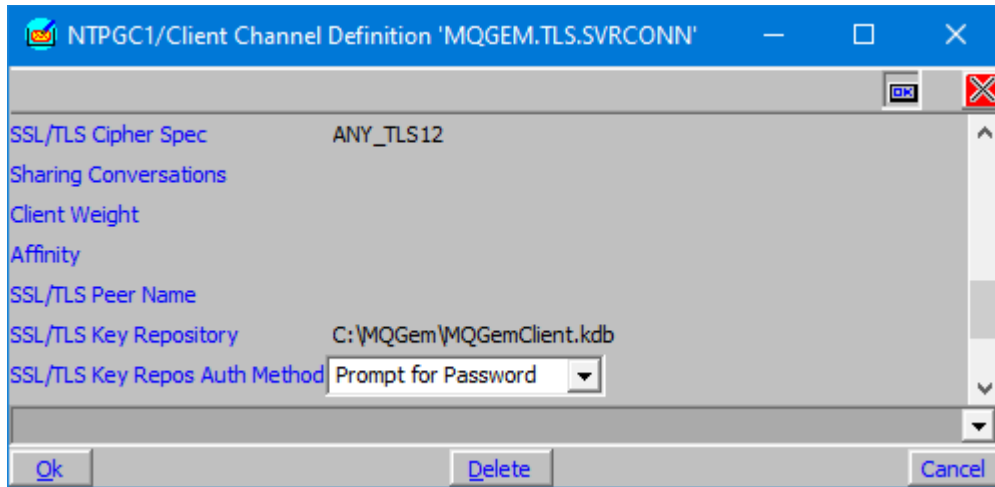 NTPGC1/Client Channel Definition 'MQGEM.TLS.SVRCONN'
OK
SSL/TLS Cipher Spec ANY_TLS12
Sharing Conversations
Client Weight
Affinity
SSL/TLS Peer Name
SSL/TLS Key Repository C:\MQGem\MQGemClient.kdb
SSL/TLS Key Repos Auth Method Prompt for Password
Ok Delete Cancel